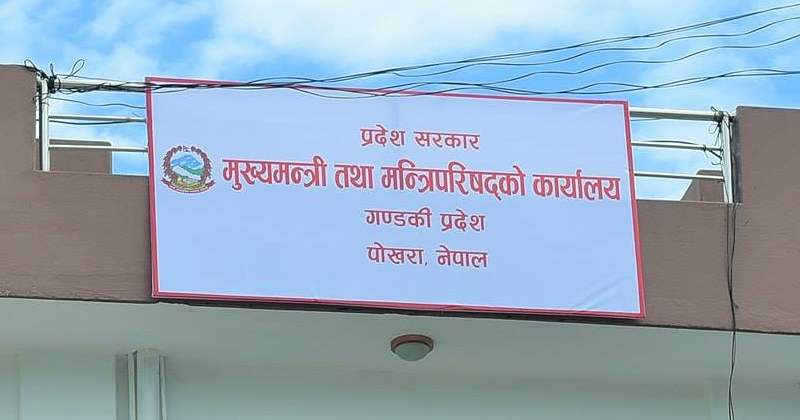 प्रदेश सरकार
मुख्यमन्त्री तथा मन्त्रिपरिषद्को कार्यालय
गण्डकी प्रदेश
पोखरा, नेपाल